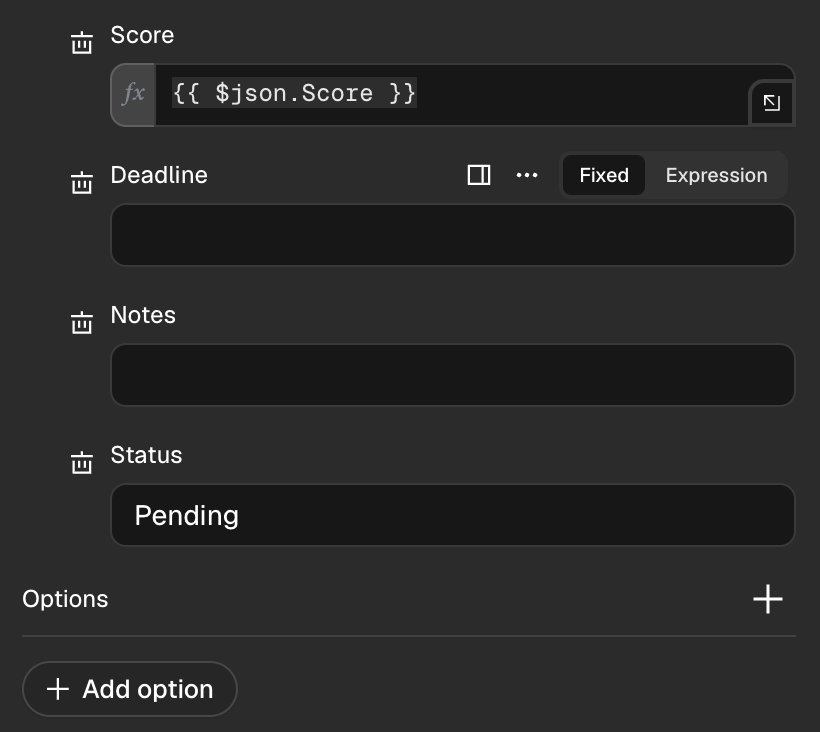 Score
fx {{ $json.Score }}
Deadline Fixed Expression
Notes
Status
Pending
Options
Add option